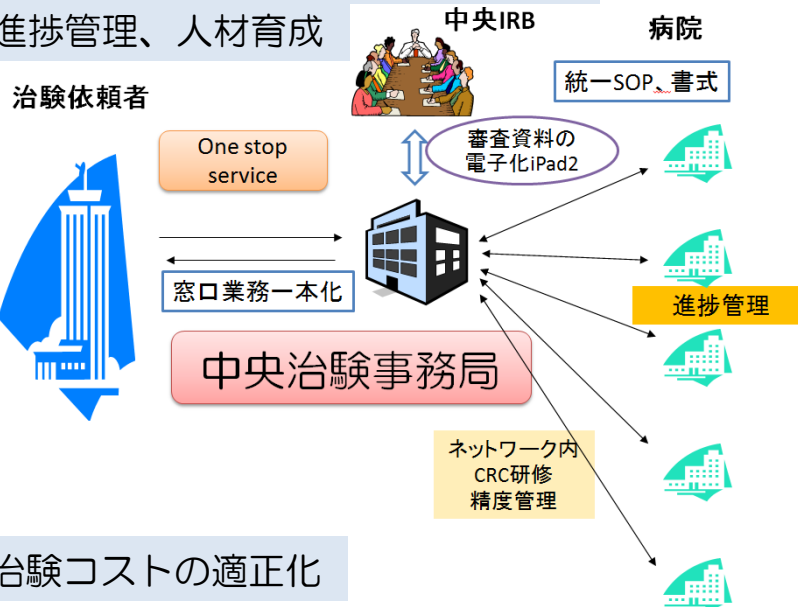 進捗管理、人材育成
中央IRB
病院
治験依頼者
統一SOP、書式
One stop
service
審査資料の
電子化iPad2
窓口業務一本化
進捗管理
中央治験事務局
ネットワーク内
CRC研修
精度管理
治験コストの適正化